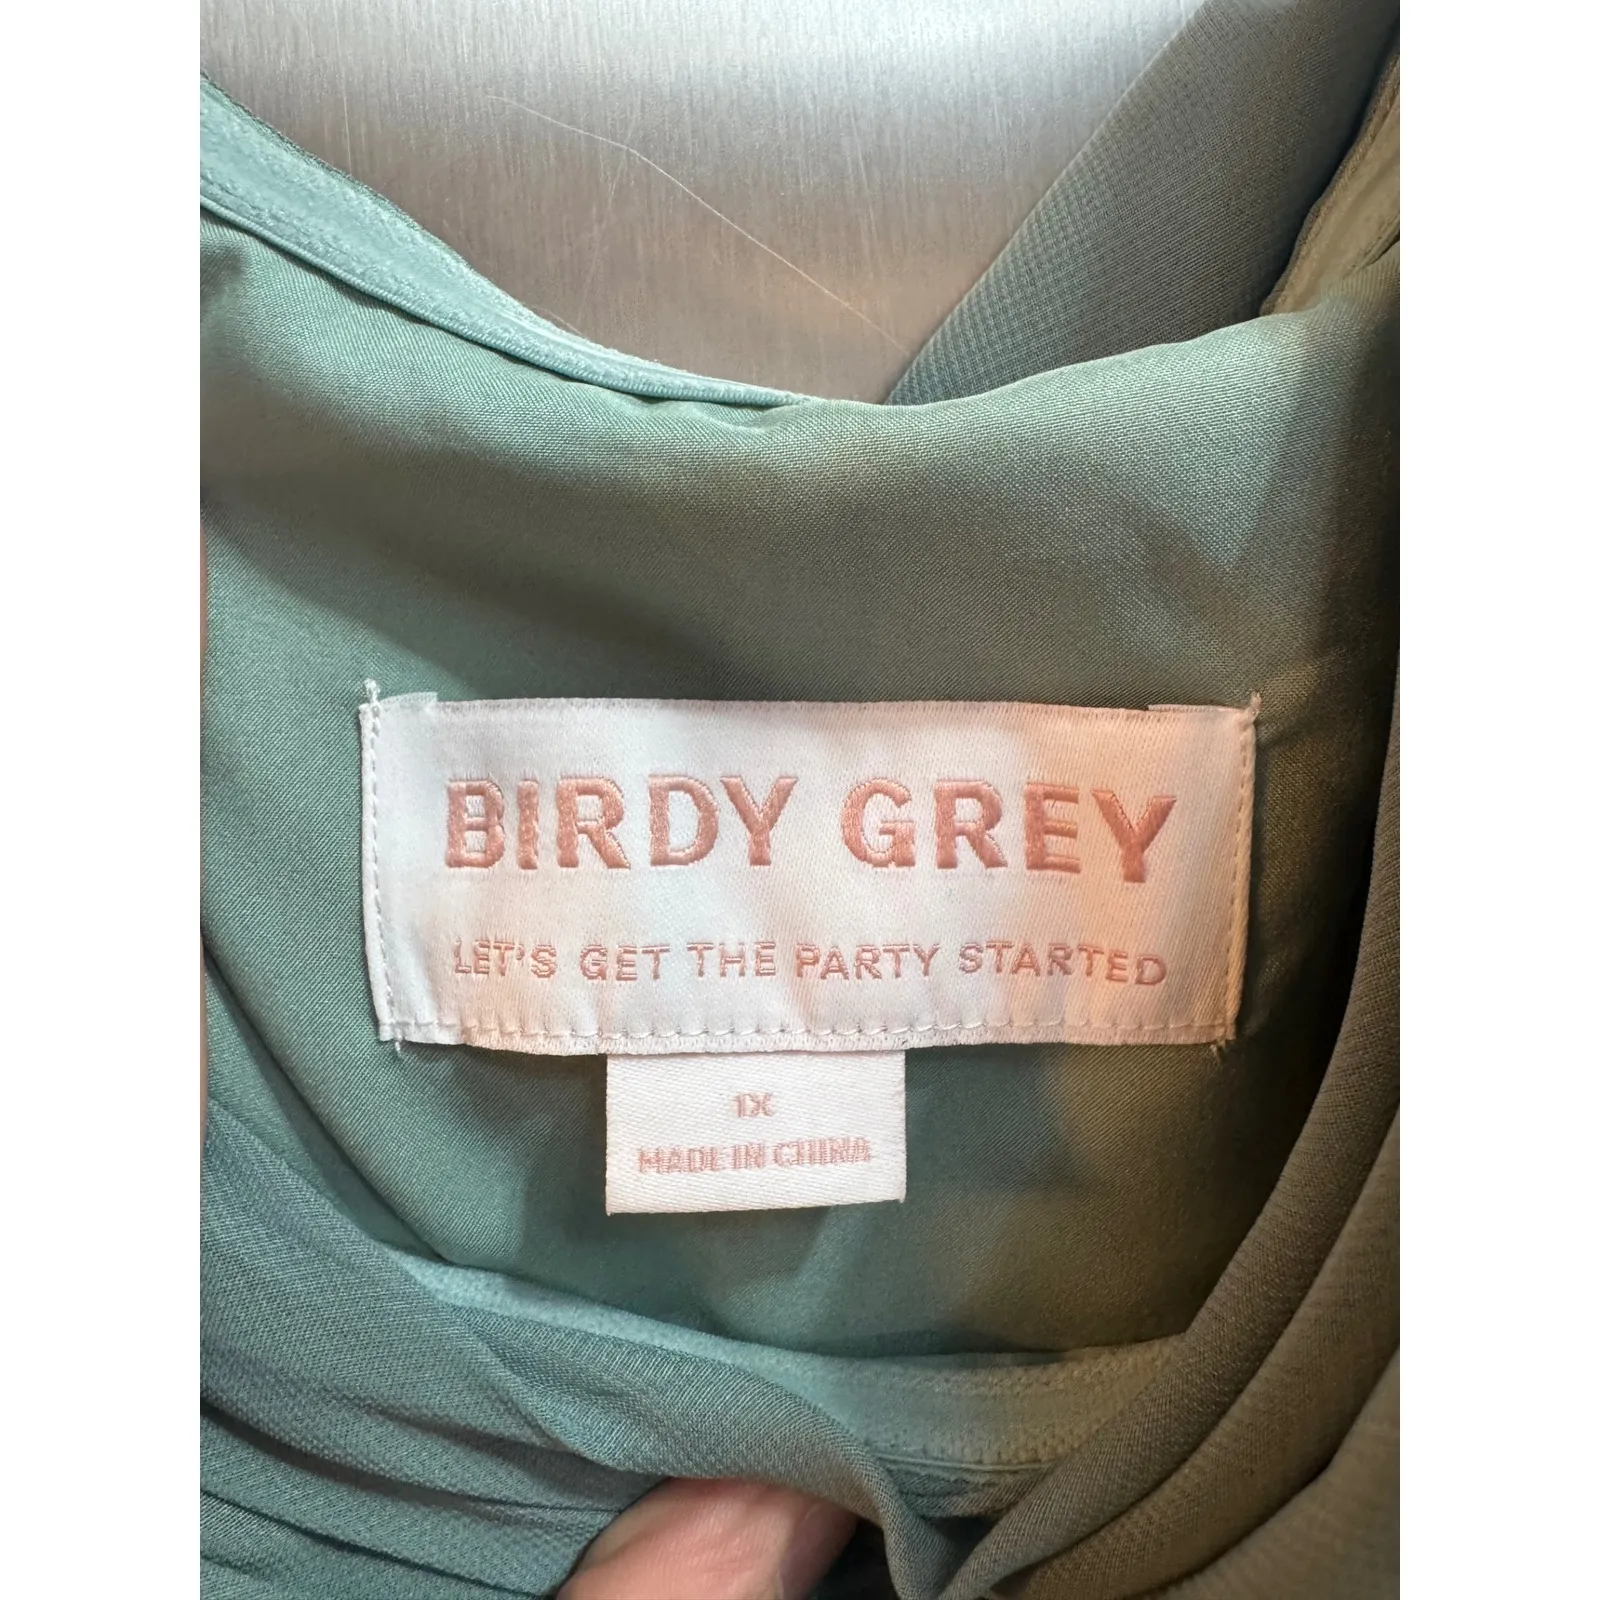 BIRDY GREY
LET'S GET THE PARTY STARTED
1X
MADE IN CHINA